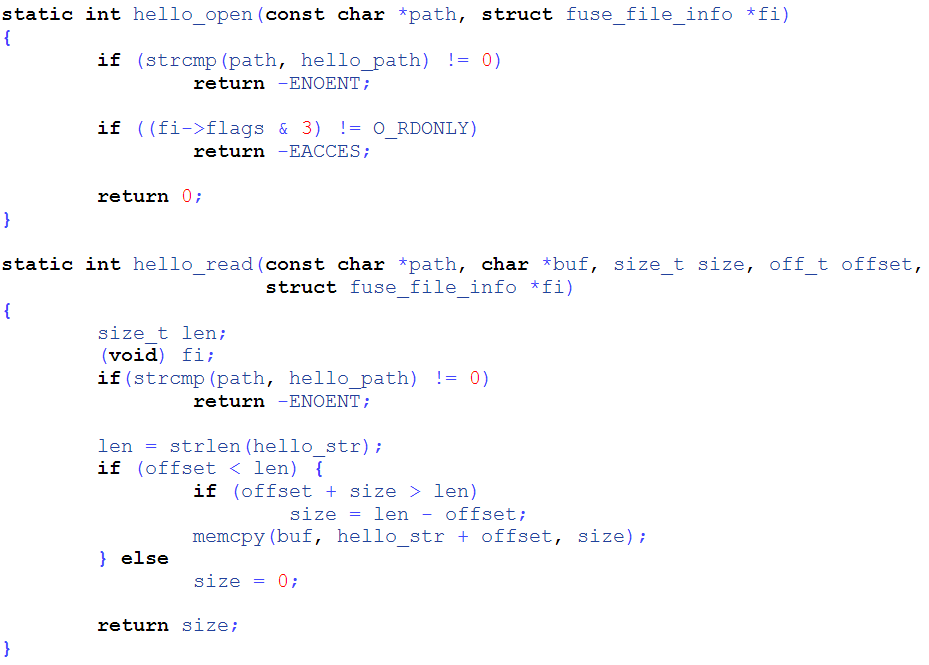 static int hello_open(const char *path, struct fuse_file_info *fi)
{
        if (strcmp(path, hello_path) != 0)
                return -ENOENT;

        if ((fi->flags & 3) != O_RDONLY)
                return -EACCES;

        return 0;
}

static int hello_read(const char *path, char *buf, size_t size, off_t offset,
                      struct fuse_file_info *fi)
{
        size_t len;
        (void) fi;
        if(strcmp(path, hello_path) != 0)
                return -ENOENT;

        len = strlen(hello_str);
        if (offset < len) {
                if (offset + size > len)
                        size = len - offset;
                memcpy(buf, hello_str + offset, size);
        } else
                size = 0;

        return size;
}